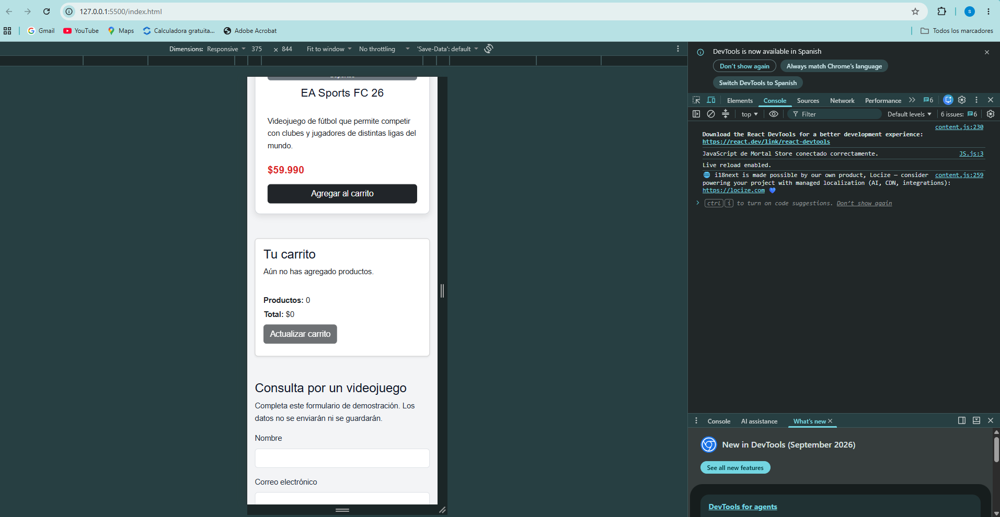 127.0.0.1:5500/index.html
S
Gmail
YouTube
Maps
Calculadora gratuita...
Adobe Acrobat
Todos los marcadores
Dimensions: Responsive 375 × 844 Fit to window No throttling 'Save-Data': default
EA Sports FC 26
Videojuego de fútbol que permite competir
con clubes y jugadores de distintas ligas del
mundo.
$59.990
Agregar al carrito
Tu carrito
Aún no has agregado productos.
Productos: 0
Total: $0
Actualizar carrito
Consulta por un videojuego
Completa este formulario de demostración. Los
datos no se enviarán ni se guardarán.
Nombre
Correo electrónico
DevTools is now available in Spanish
Don't show again
Always match Chrome's language
Switch DevTools to Spanish
Elements Console Sources Network Performance 6
top Filter Default levels 6 issues: 6
content.js:230
Download the React DevTools for a better development experience:
https://react.dev/link/react-devtools
JavaScript de Mortal Store conectado correctamente. JS.js:3
Live reload enabled.
🌐 i18next is made possible by our own product, Locize — consider content.js:259
powering your project with managed localization (AI, CDN, integrations):
https://locize.com 💙
ctrl i to turn on code suggestions. Don't show again
Console AI assistance What's new
New in DevTools (September 2026)
See all new features
DevTools for agents